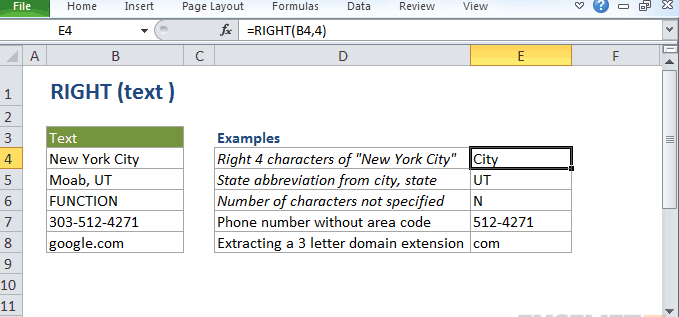 File Home Insert Page Layout Formulas Data Review View
E4 fx =RIGHT(B4,4)
A B C D E F
1 RIGHT (text )
2
3 Text Examples
4 New York City Right 4 characters of "New York City" City
5 Moab, UT State abbreviation from city, state UT
6 FUNCTION Number of characters not specified N
7 303-512-4271 Phone number without area code 512-4271
8 google.com Extracting a 3 letter domain extension com
9
10
11